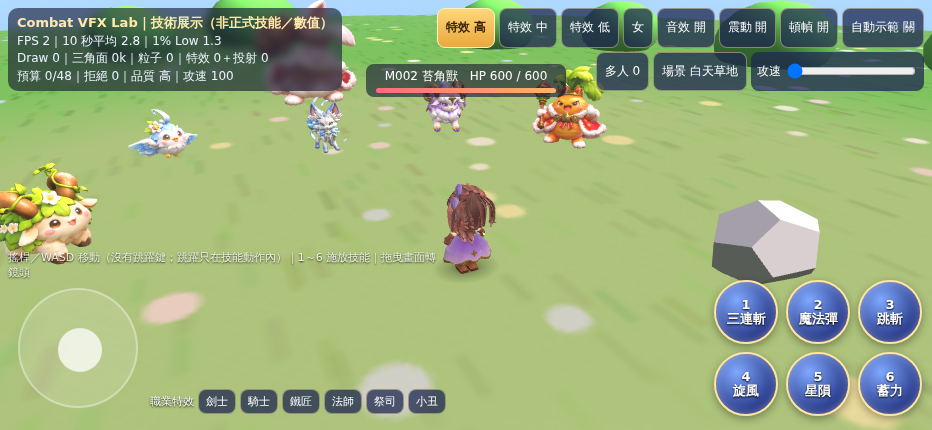 Combat VFX Lab | 技術展示（非正式技能／數值）
FPS 2｜10 秒平均 2.8｜1% Low 1.3
Draw 0｜三角面 0k｜粒子 0｜特效 0＋投射 0
預算 0/48｜拒絕 0｜品質 高｜攻速 100
特效 高
特效 中
特效 低
女
音效 開
震動 開
頓幀 開
自動示範 關
M002 苔角獸 HP 600 / 600
多人 0
場景 白天草地
攻速
搖桿／WASD 移動（沒有跳躍鍵；跳躍只在技能動作內）｜1～6 施放技能｜拖曳畫面轉
鏡頭
1
三連斬
2
魔法彈
3
跳斬
4
旋風
5
星隕
6
蓄力
職業特效
劍士
騎士
鐵匠
法師
祭司
小丑